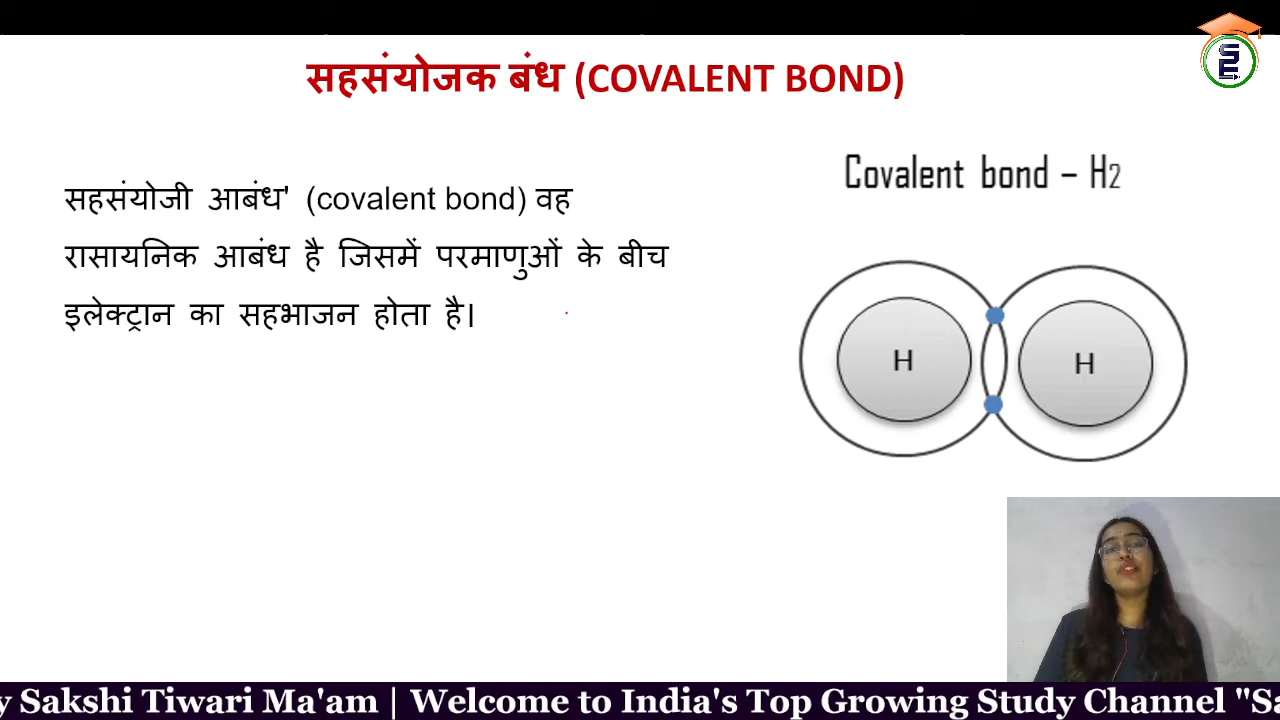 सहसंयोजक बंध (COVALENT BOND)
Covalent bond – H2
सहसंयोजी आबंध' (covalent bond) वह
रासायनिक आबंध है जिसमें परमाणुओं के बीच
इलेक्ट्रान का सहभाजन होता है।
H
H
y Sakshi Tiwari Ma'am | Welcome to India's Top Growing Study Channel "Sa